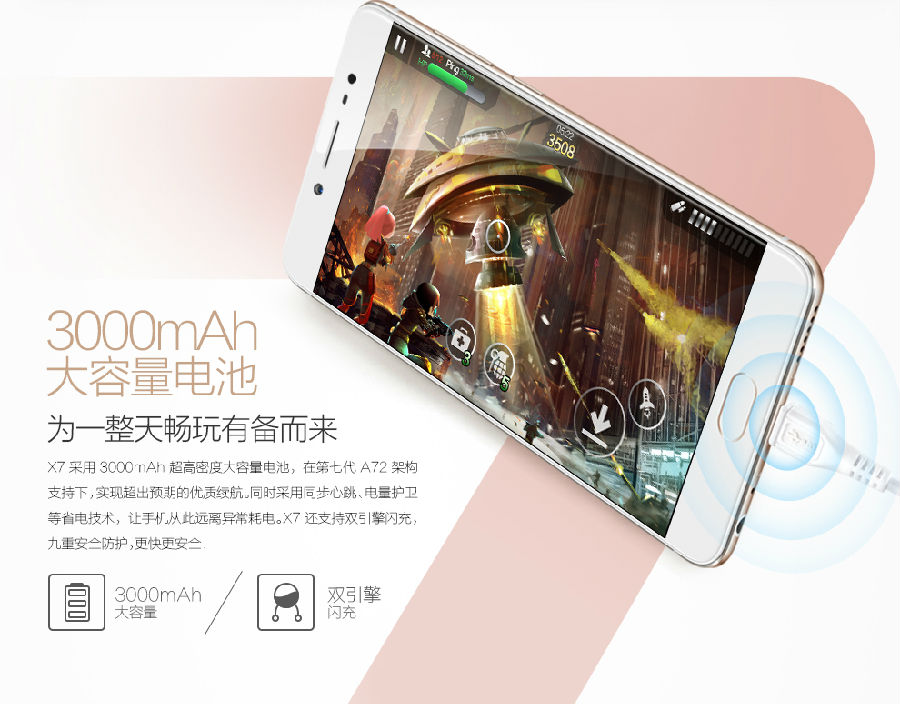 Ping
0522
3508
3
5
3000mAh
大容量电池
为一整天畅玩有备而来
X7 采用 3000mAh 超高密度大容量电池，在第七代 A72 架构
支持下,实现超出预期的优质续航。同时采用同步心跳、电量护卫
等省电技术，让手机从此远离异常耗电。X7 还支持双引擎闪充，
九重安全防护,更快更安全
3000mAh
大容量
双引擎
闪充